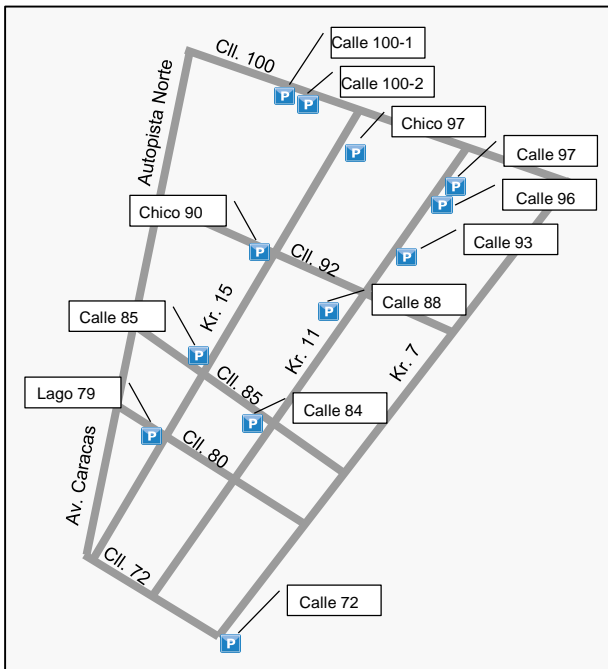 Calle 100-1
Cll. 100
P
Calle 100-2
P
Autopista Norte
Chico 97
P
Calle 97
P
Calle 96
P
Chico 90
P
Calle 93
P
Cll. 92
Calle 88
P
Kr. 15
Calle 85
P
Kr. 11
Kr. 7
Cll. 85
Lago 79
P
Calle 84
P
Cll. 80
Av. Caracas
Cll. 72
Calle 72
P